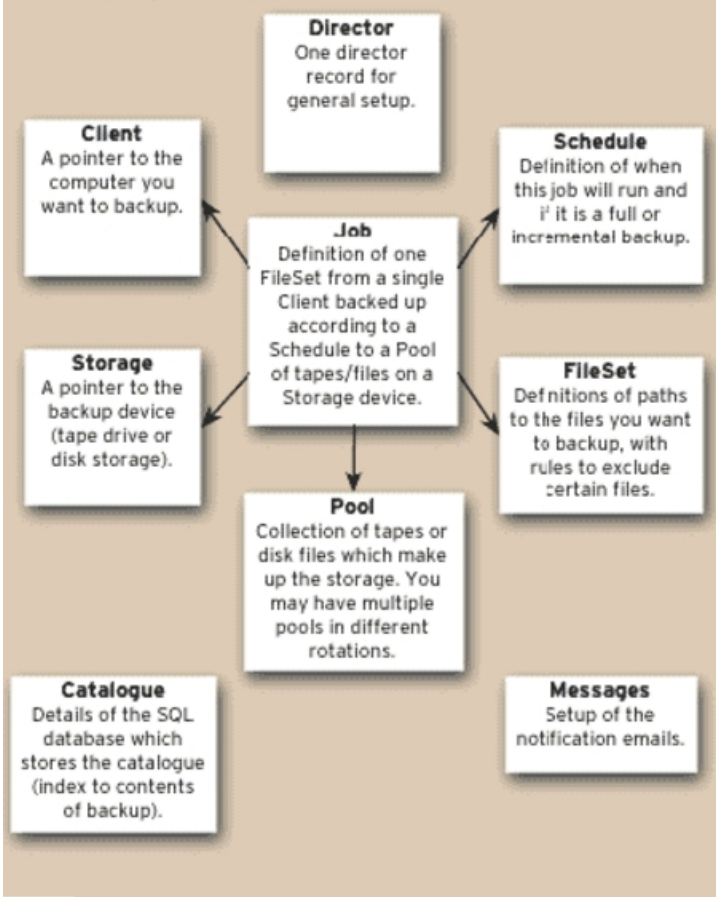 Director
One director
record for
general setup.
Client
A pointer to the
computer you
want to backup.
Schedule
Definition of when
this job will run and
if it is a full or
incremental backup.
Job
Definition of one
FileSet from a single
Client backed up
according to a
Schedule to a Pool
of tapes/files on a
Storage device.
Storage
A pointer to the
backup device
(tape drive or
disk storage).
FileSet
Definitions of paths
to the files you want
to backup, with
rules to exclude
certain files.
Pool
Collection of tapes or
disk files which make
up the storage. You
may have multiple
pools in different
rotations.
Catalogue
Details of the SQL
database which
stores the catalogue
(index to contents
of backup).
Messages
Setup of the
notification emails.